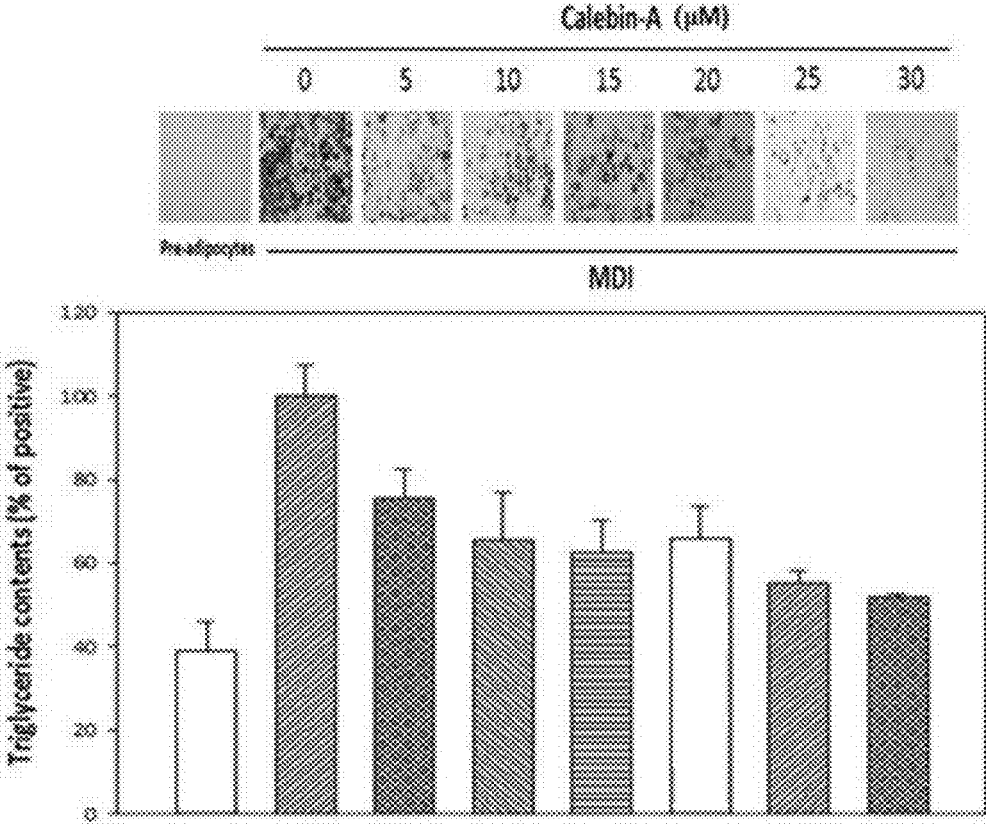 Calebin-A (μM)
0 5 10 15 20 25 30
Pre-adipocytes
MDI
Triglyceride contents (% of positive)
120
100
80
60
40
20
0